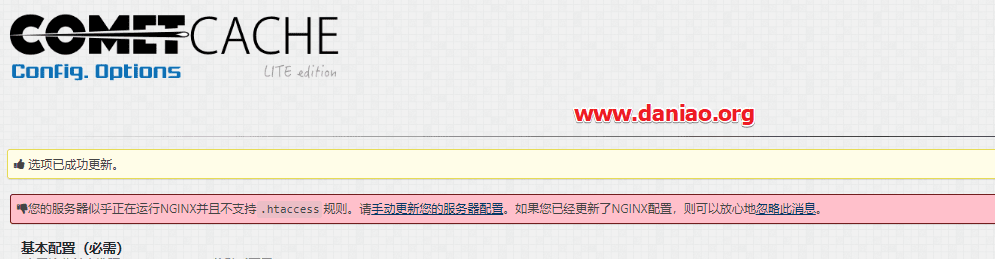 COMETCACHE
Config. Options
LITE edition
www.daniao.org
选项已成功更新。
您的服务器似乎正在运行NGINX并且不支持 .htaccess 规则。请手动更新您的服务器配置。如果您已经更新了NGINX配置，则可以放心地忽略此消息。
基本配置（必需）